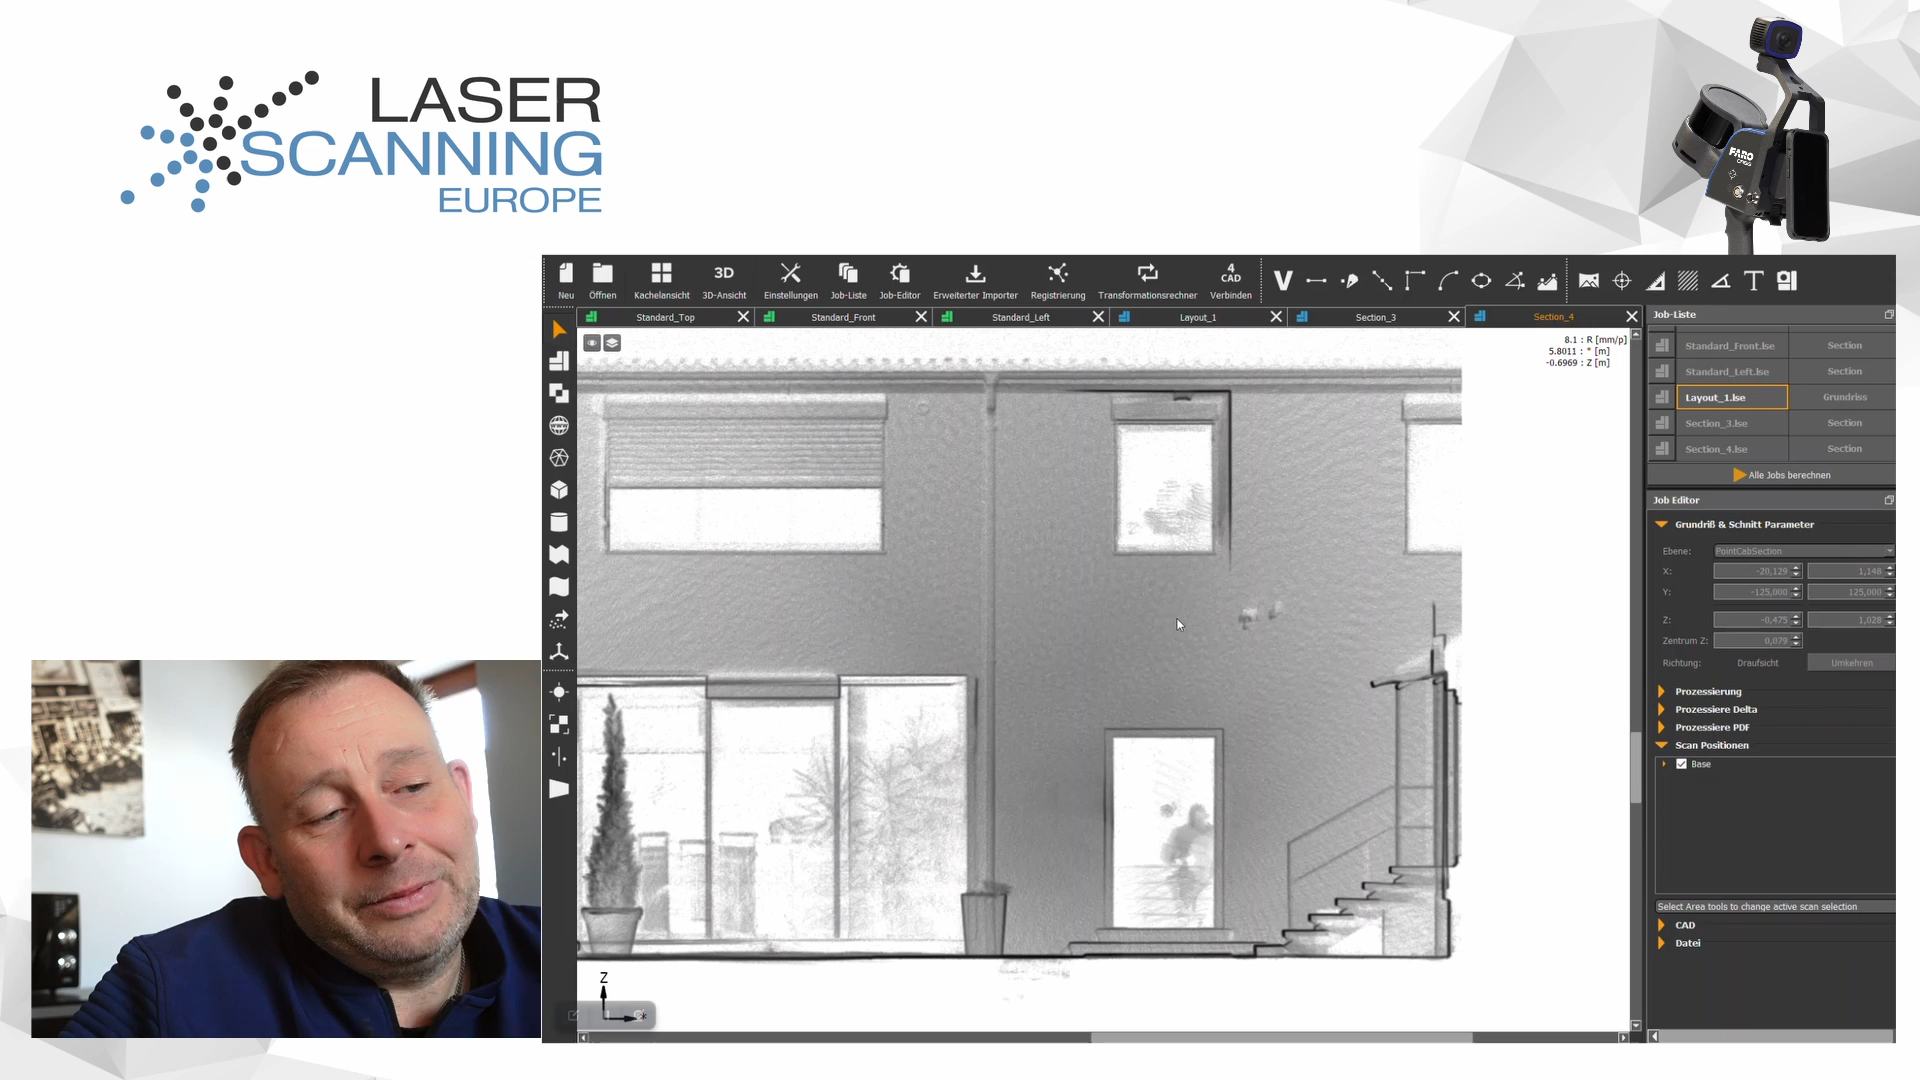 LASER
SCANNING
EUROPE
FARO
Neu
Öffnen
Kachelansicht
3D
3D-Ansicht
Einstellungen
Job-Liste
Job-Editor
Erweiterter Importer
Registrierung
Transformationsrechner
4
CAD
Verbinden
V
T
Standard_Top
Standard_Front
Standard_Left
Layout_1
Section_3
Section_4
8.1 : R [mm/p]
5.8011 : * [m]
-0.6969 : Z [m]
Z
*
Job-Liste
Standard_Front.lse Section
Standard_Left.lse Section
Layout_1.lse Grundriss
Section_3.lse Section
Section_4.lse Section
Alle Jobs berechnen
Job Editor
Grundriß & Schnitt Parameter
Ebene: PointCabSection
X: -20,129 1,148
Y: -125,000 125,000
Z: -0,475 1,028
Zentrum Z: 0,079
Richtung: Draufsicht Umkehren
Prozessierung
Prozessiere Delta
Prozessiere PDF
Scan Positionen
Base
Select Area tools to change active scan selection
CAD
Datei